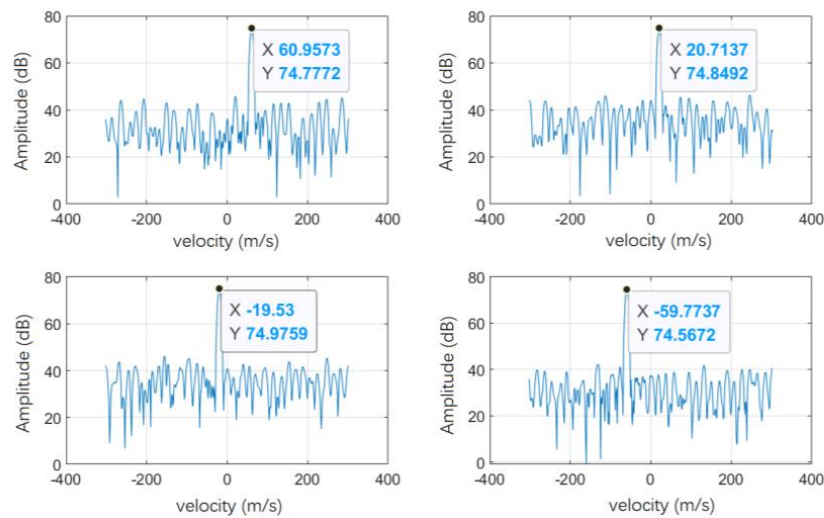 80
60
40
20
0
Amplitude (dB)
X 60.9573
Y 74.7772
-400 -200 0 200 400
velocity (m/s)
80
60
40
20
0
Amplitude (dB)
X 20.7137
Y 74.8492
-400 -200 0 200 400
velocity (m/s)
80
60
40
20
0
Amplitude (dB)
X -19.53
Y 74.9759
-400 -200 0 200 400
velocity (m/s)
80
60
40
20
0
Amplitude (dB)
X -59.7737
Y 74.5672
-400 -200 0 200 400
velocity (m/s)